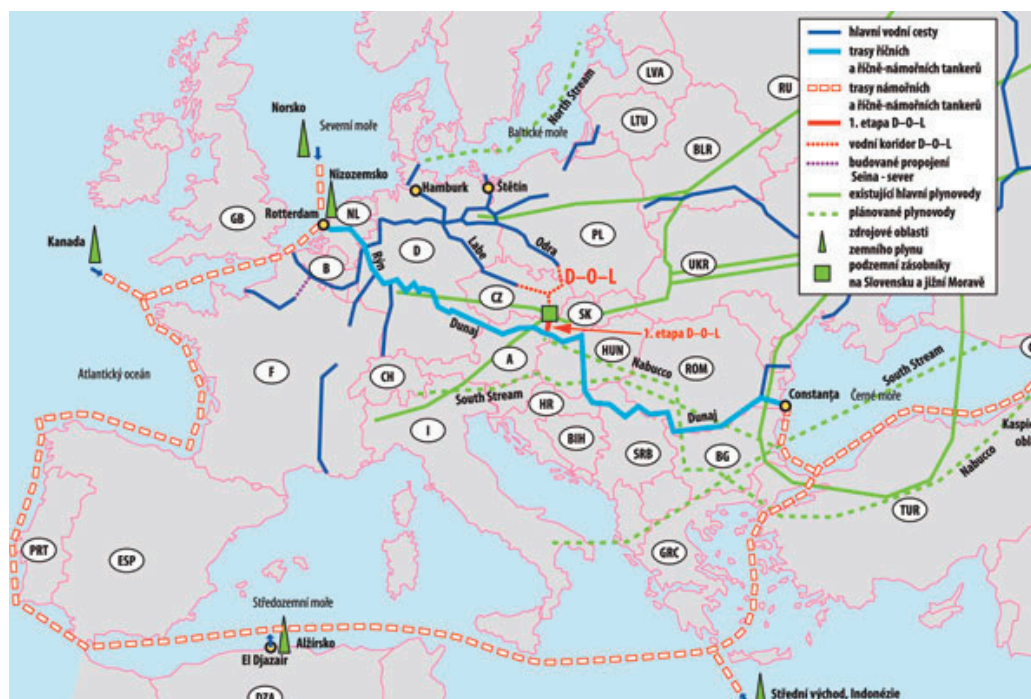 hlavní vodní cesty
trasy říčních
a říčně-námořních tankerů
trasy námořních
a říčně-námořních tankerů
1. etapa D–O–L
vodní koridor D–O–L
budované propojení
Seina - sever
existující hlavní plynovody
plánované plynovody
zdrojové oblasti
zemního plynu
podzemní zásobníky
na Slovensku a jižní Moravě
LVA
RU
North Stream
Norsko
Severní moře
Baltické moře
LTU
BLR
Nizozemsko
Hamburk
Štětín
GB
Rotterdam
NL
Kanada
PL
D
Labe
Odra
B
Rýn
UKR
D–O–L
CZ
SK
1. etapa D–O–L
Dunaj
HUN
Atlantický oceán
F
CH
A
Nabucco
ROM
South Stream
Constanța
Černé moře
South Stream
HR
Dunaj
I
BIH
SRB
BG
Nabucco
TUR
PRT
ESP
GRC
Středozemní moře
Alžírsko
El Djazair
DZA
Střední východ, Indonézie